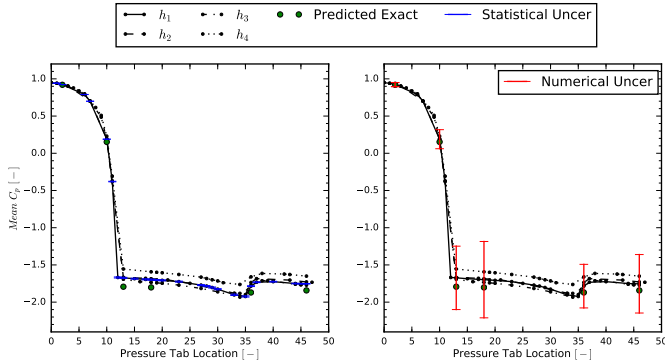 h₁ h₃ Predicted Exact Statistical Uncer
h₂ h₄
Numerical Uncer
Mean Cₚ [−]
1.0
0.5
0.0
−0.5
−1.0
−1.5
−2.0
0 5 10 15 20 25 30 35 40 45 50
Pressure Tab Location [−]
1.0
0.5
0.0
−0.5
−1.0
−1.5
−2.0
0 5 10 15 20 25 30 35 40 45 50
Pressure Tab Location [−]